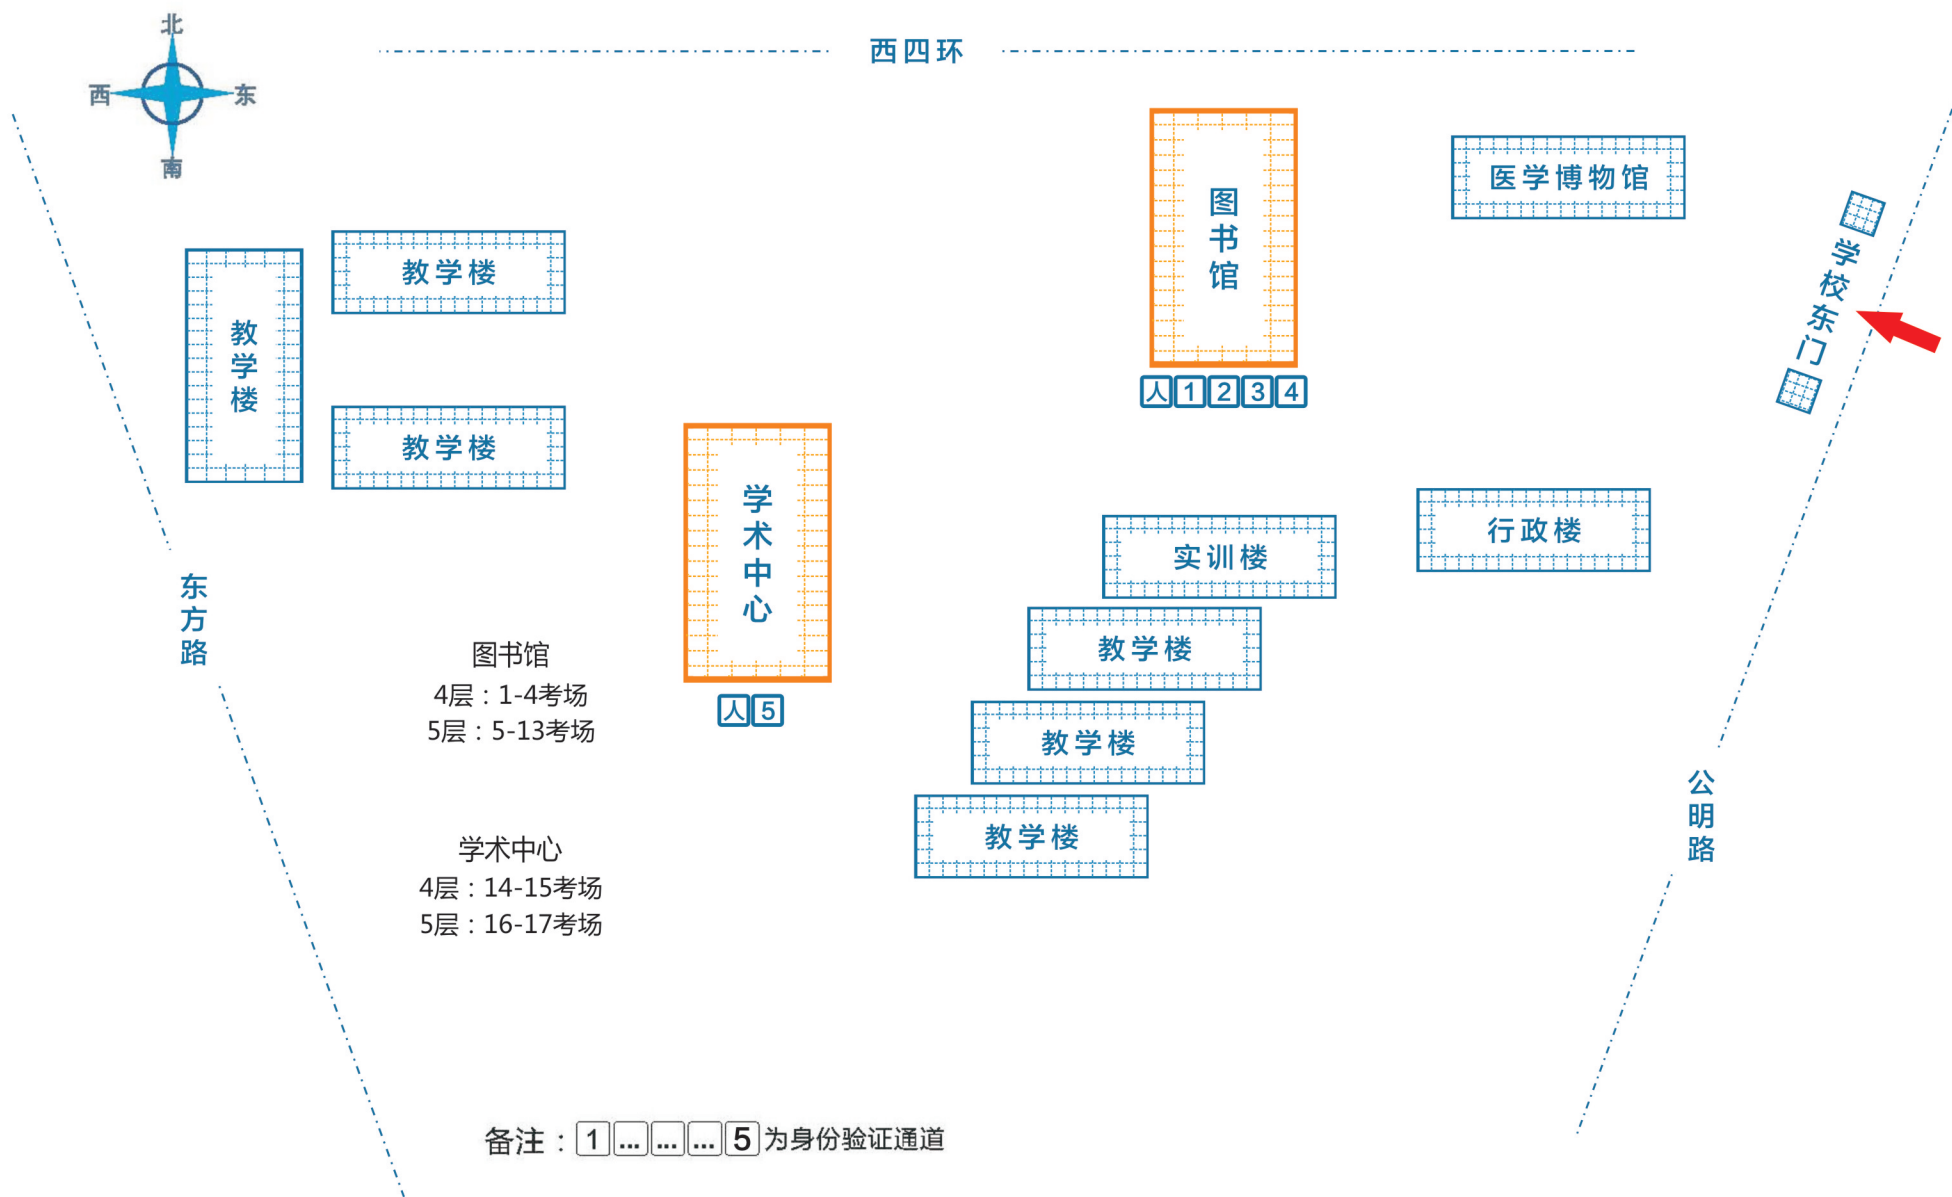 北
西四环
西
东
南
图书馆
医学博物馆
学校东门
教学楼
教学楼
教学楼
人 1 2 3 4
学术中心
行政楼
实训楼
东方路
教学楼
图书馆
4层：1-4考场
5层：5-13考场
人 5
教学楼
公明路
教学楼
学术中心
4层：14-15考场
5层：16-17考场
备注：1 ... ... ... 5 为身份验证通道